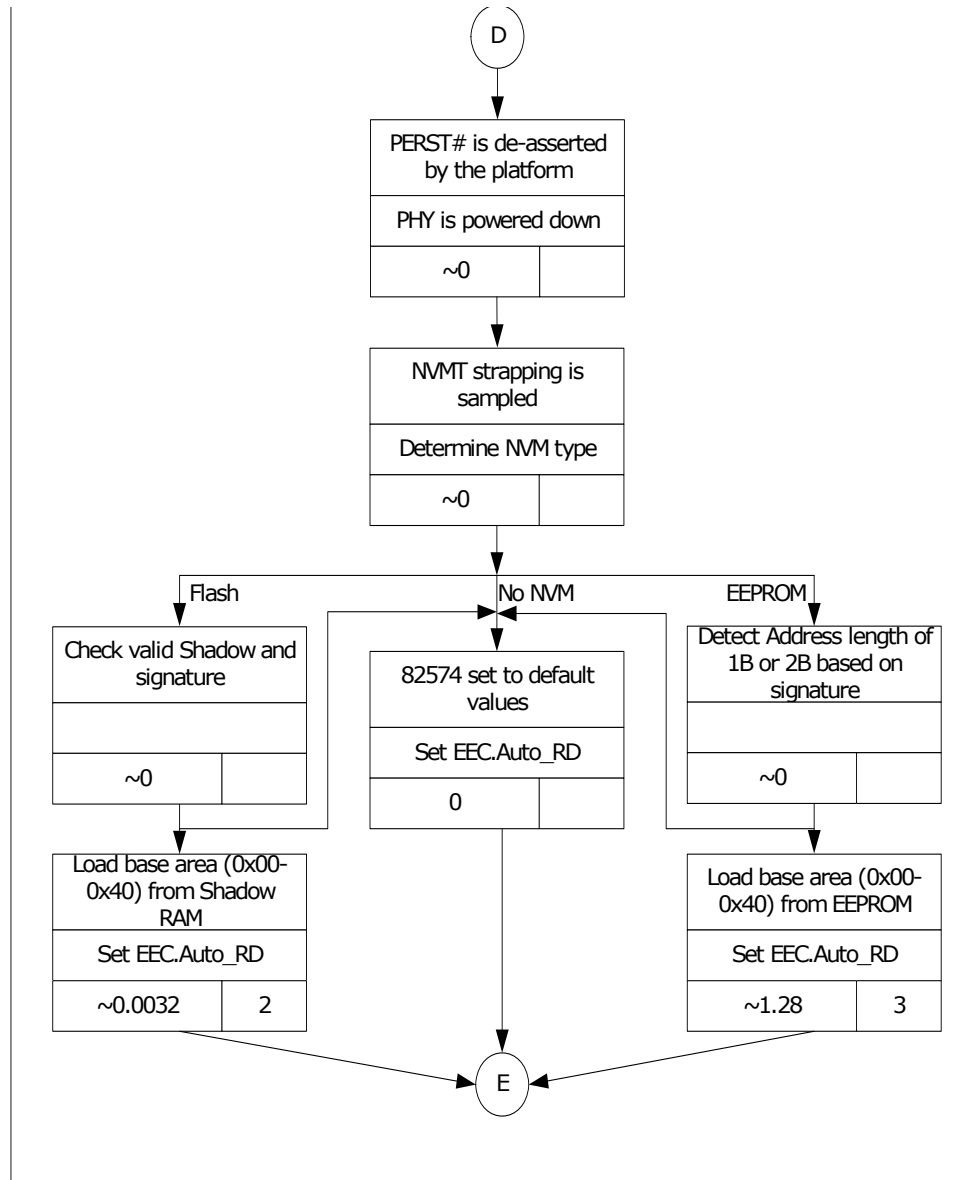 D
PERST# is de-asserted
by the platform
PHY is powered down
~0
NVMT strapping is
sampled
Determine NVM type
~0
Flash
No NVM
EEPROM
Check valid Shadow and
signature
~0
82574 set to default
values
Set EEC.Auto_RD
0
Detect Address length of
1B or 2B based on
signature
~0
Load base area (0x00-
0x40) from Shadow
RAM
Set EEC.Auto_RD
~0.0032
2
Load base area (0x00-
0x40) from EEPROM
Set EEC.Auto_RD
~1.28
3
E